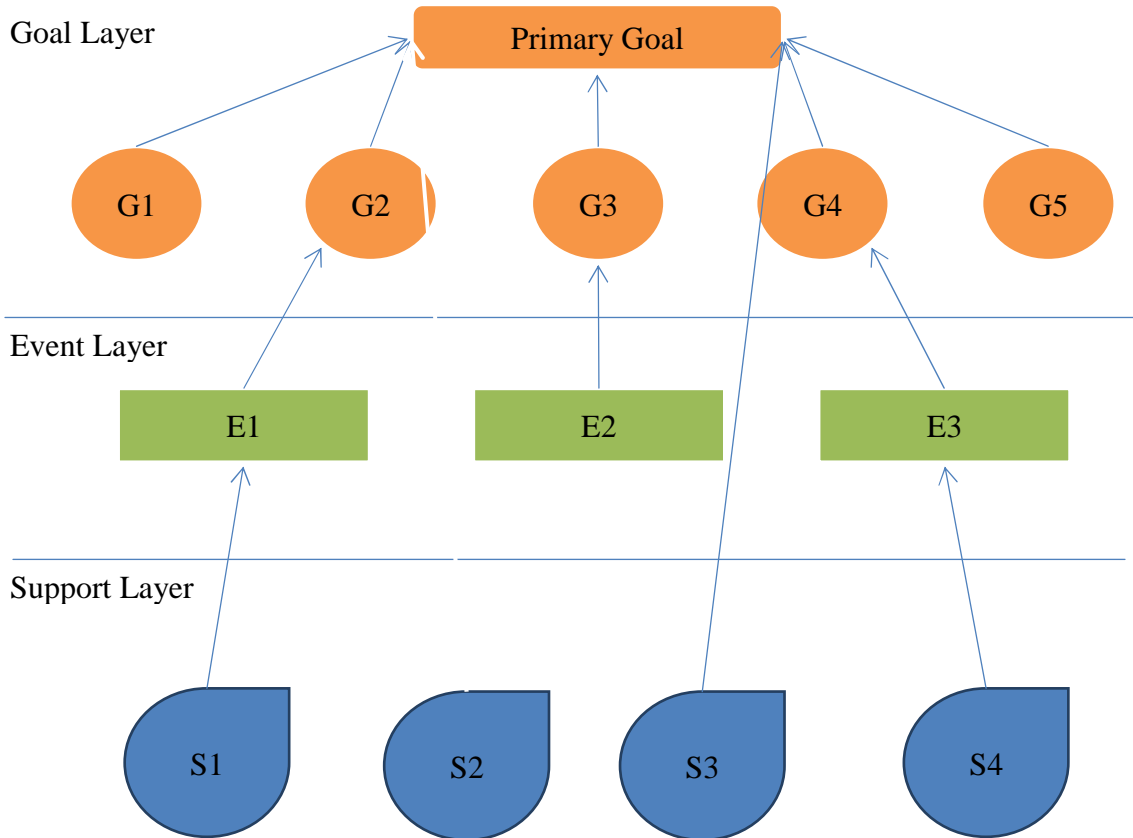 Goal Layer
Primary Goal
G1
G2
G3
G4
G5
Event Layer
E1
E2
E3
Support Layer
S1
S2
S3
S4